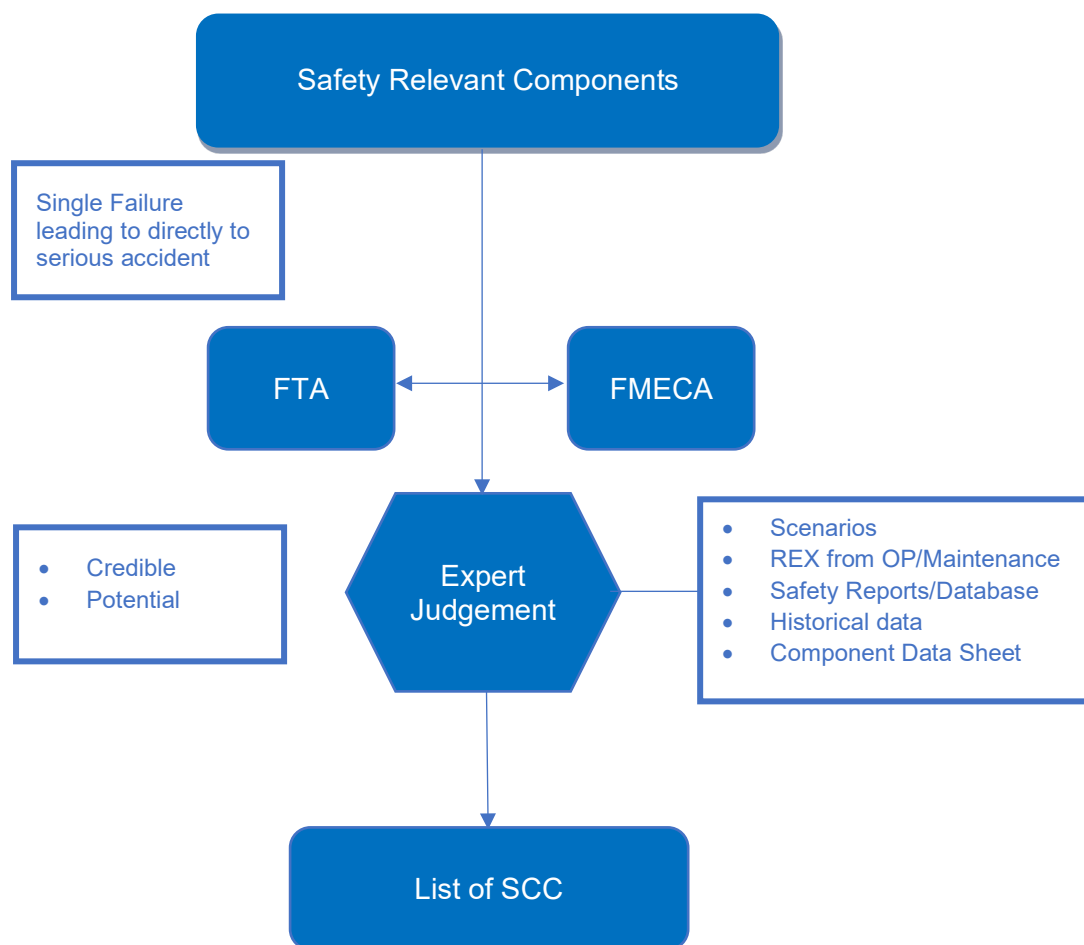 Safety Relevant Components
Single Failure
leading to directly to
serious accident
FTA
FMECA
• Credible
• Potential
Expert
Judgement
• Scenarios
• REX from OP/Maintenance
• Safety Reports/Database
• Historical data
• Component Data Sheet
List of SCC